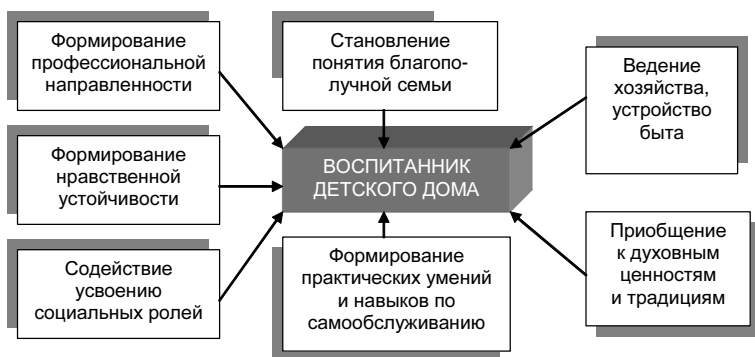 Формирование
профессиональной
направленности
Становление
понятия благопо-
лучной семьи
Ведение
хозяйства,
устройство
быта
Формирование
нравственной
устойчивости
ВОСПИТАННИК
ДЕТСКОГО ДОМА
Содействие
усвоению
социальных ролей
Формирование
практических умений
и навыков по
самообслуживанию
Приобщение
к духовным
ценностям
и традициям